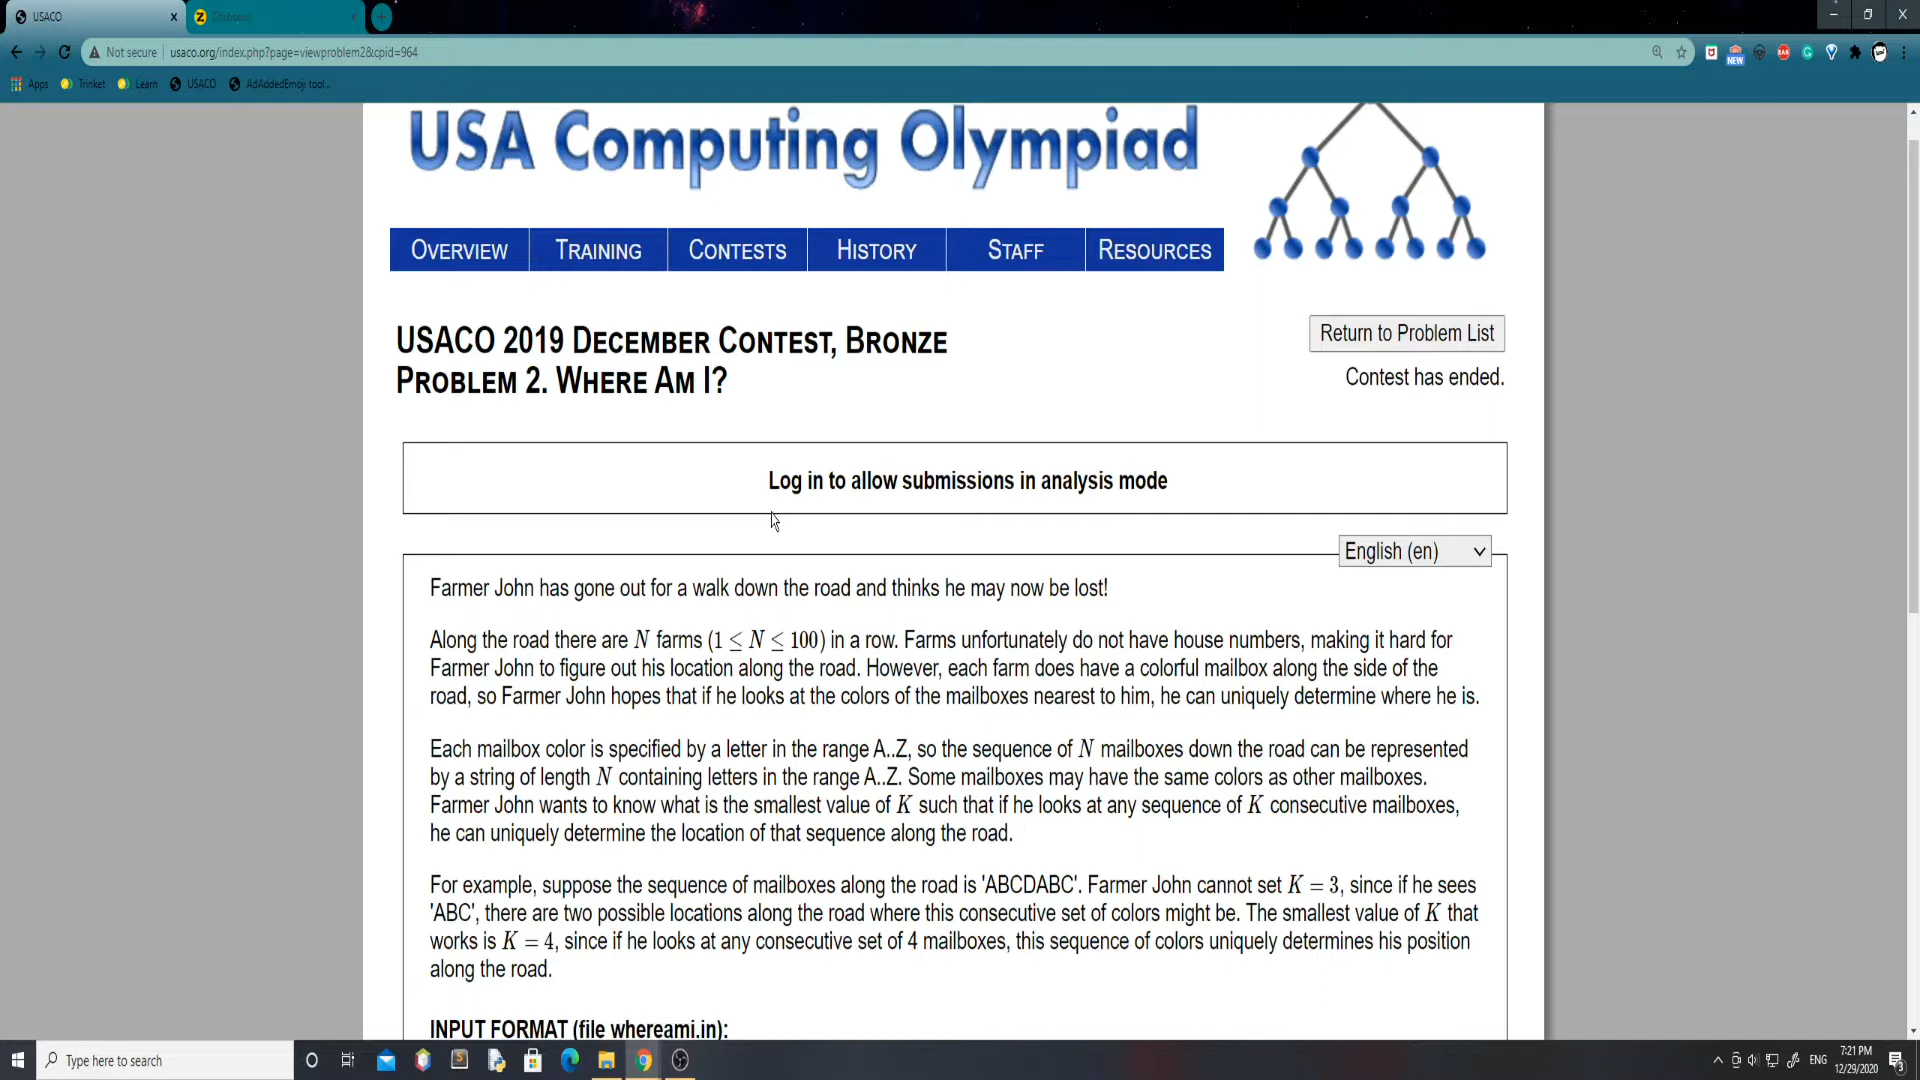 USACO
Not secure | usaco.org/index.php?page=viewproblem2&cpid=964
NEW
Apps Trinket Learn USACO AdAddedEmoji tool...
USA Computing Olympiad
OVERVIEW TRAINING CONTESTS HISTORY STAFF RESOURCES
USACO 2019 DECEMBER CONTEST, BRONZE
PROBLEM 2. WHERE AM I?
Return to Problem List
Contest has ended.
Log in to allow submissions in analysis mode
English (en)
Farmer John has gone out for a walk down the road and thinks he may now be lost!
Along the road there are N farms (1 ≤ N ≤ 100) in a row. Farms unfortunately do not have house numbers, making it hard for
Farmer John to figure out his location along the road. However, each farm does have a colorful mailbox along the side of the
road, so Farmer John hopes that if he looks at the colors of the mailboxes nearest to him, he can uniquely determine where he is.
Each mailbox color is specified by a letter in the range A..Z, so the sequence of N mailboxes down the road can be represented
by a string of length N containing letters in the range A..Z. Some mailboxes may have the same colors as other mailboxes.
Farmer John wants to know what is the smallest value of K such that if he looks at any sequence of K consecutive mailboxes,
he can uniquely determine the location of that sequence along the road.
For example, suppose the sequence of mailboxes along the road is 'ABCDABC'. Farmer John cannot set K = 3, since if he sees
'ABC', there are two possible locations along the road where this consecutive set of colors might be. The smallest value of K that
works is K = 4, since if he looks at any consecutive set of 4 mailboxes, this sequence of colors uniquely determines his position
along the road.
INPUT FORMAT (file whereami.in):
Type here to search
ENG
7:21 PM
12/29/2020
3